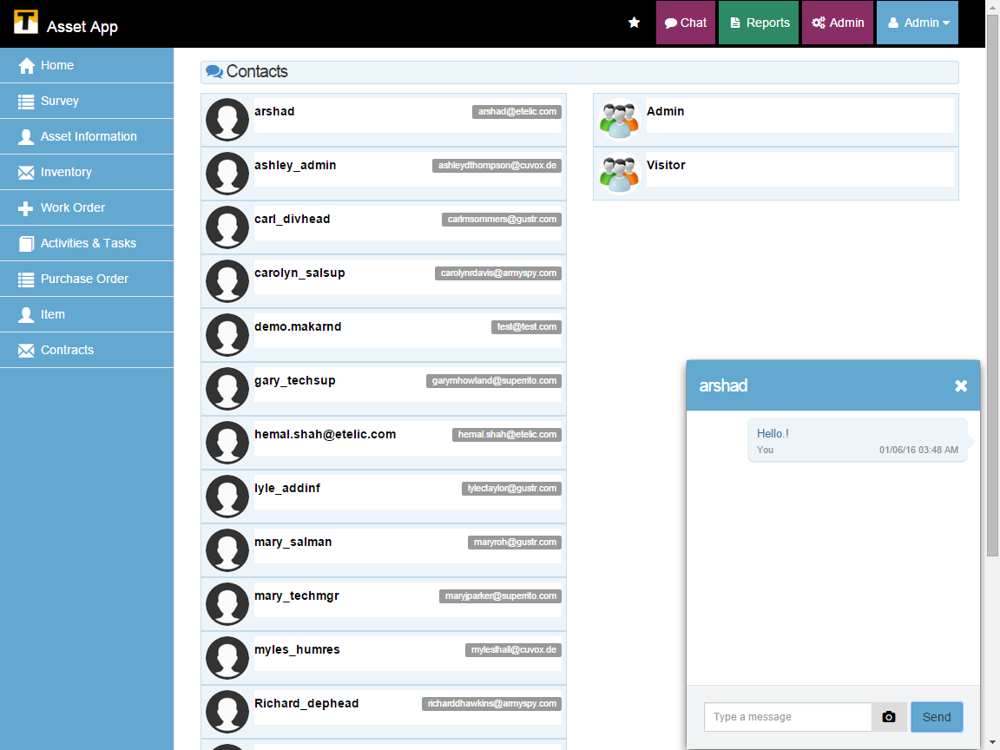 T Asset App
Chat
Reports
Admin
Admin
Home
Survey
Asset Information
Inventory
Work Order
Activities & Tasks
Purchase Order
Item
Contracts
Contacts
arshad arshad@etelic.com
ashley_admin ashleydthompson@cuvox.de
carl_divhead carlmsommers@gustr.com
carolyn_salsup carolynrdavis@armyspy.com
demo.makarnd test@test.com
gary_techsup garymhowland@superrito.com
hemal.shah@etelic.com hemal.shah@etelic.com
lyle_addinf lylectaylor@gustr.com
mary_salman maryroh@gustr.com
mary_techmgr maryjparker@superrito.com
myles_humres myleslhall@cuvox.de
Richard_dephead richarddhawkins@armyspy.com
Admin
Visitor
arshad
Hello.!
You 01/06/16 03:48 AM
Type a message
Send